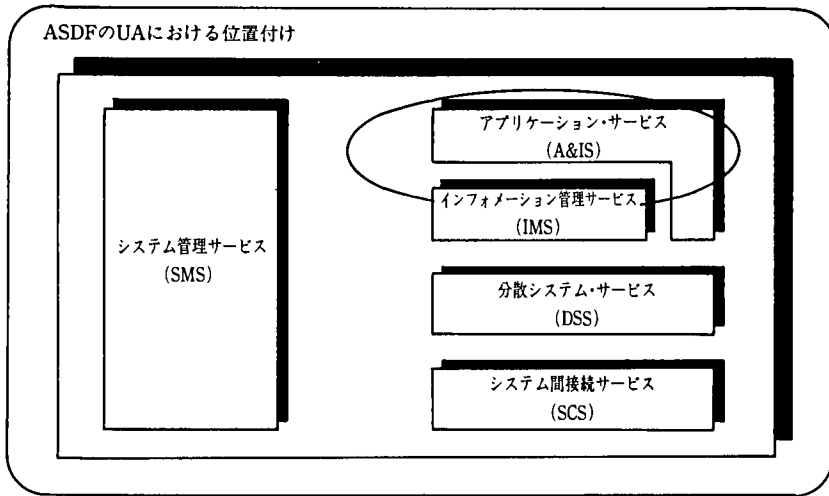 ASDFのUAにおける位置付け
システム管理サービス
(SMS)
アプリケーション・サービス
(A&IS)
インフォメーション管理サービス
(IMS)
分散システム・サービス
(DSS)
システム間接続サービス
(SCS)